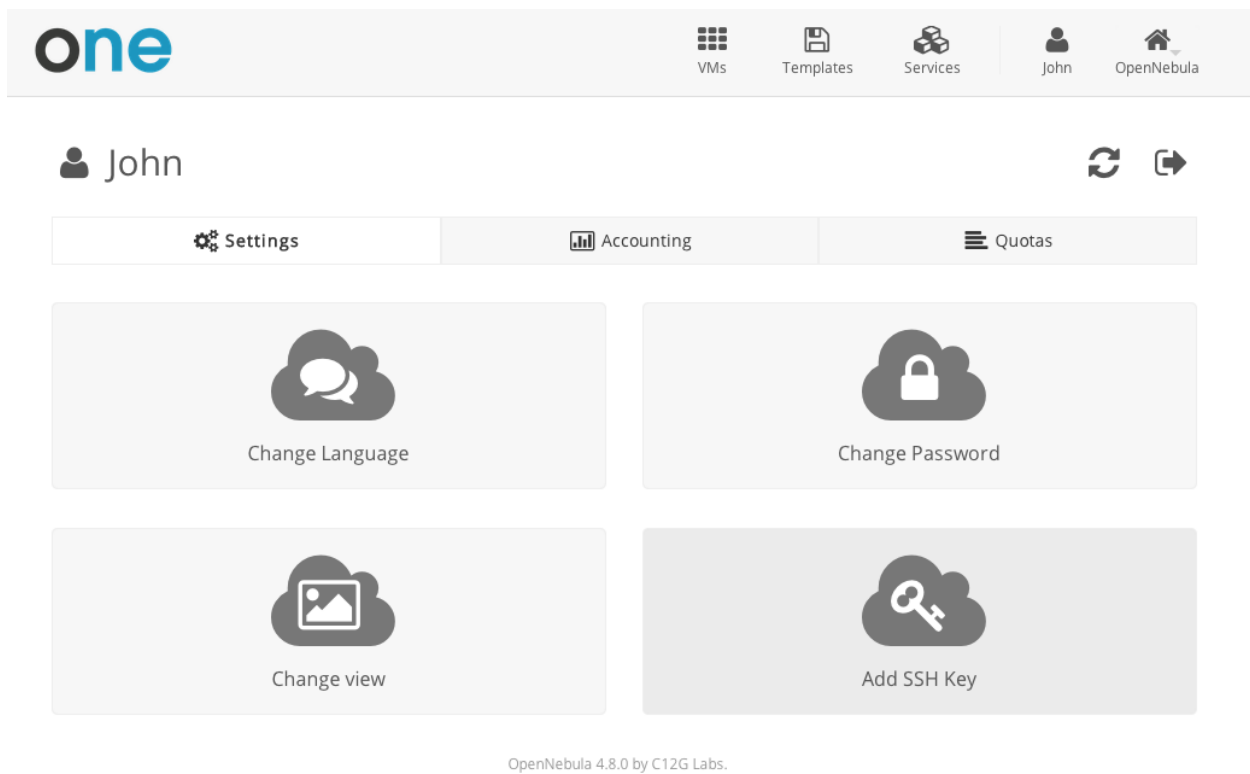 one
VMs Templates Services John OpenNebula
John
Settings Accounting Quotas
Change Language Change Password
Change view Add SSH Key
OpenNebula 4.8.0 by C12G Labs.